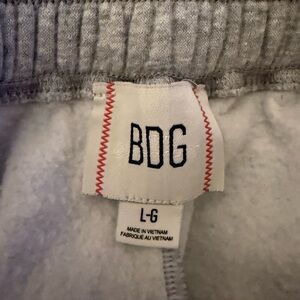 BDG
L-G
MADE IN VIETNAM
FABRIQUÉ AU VIETNAM